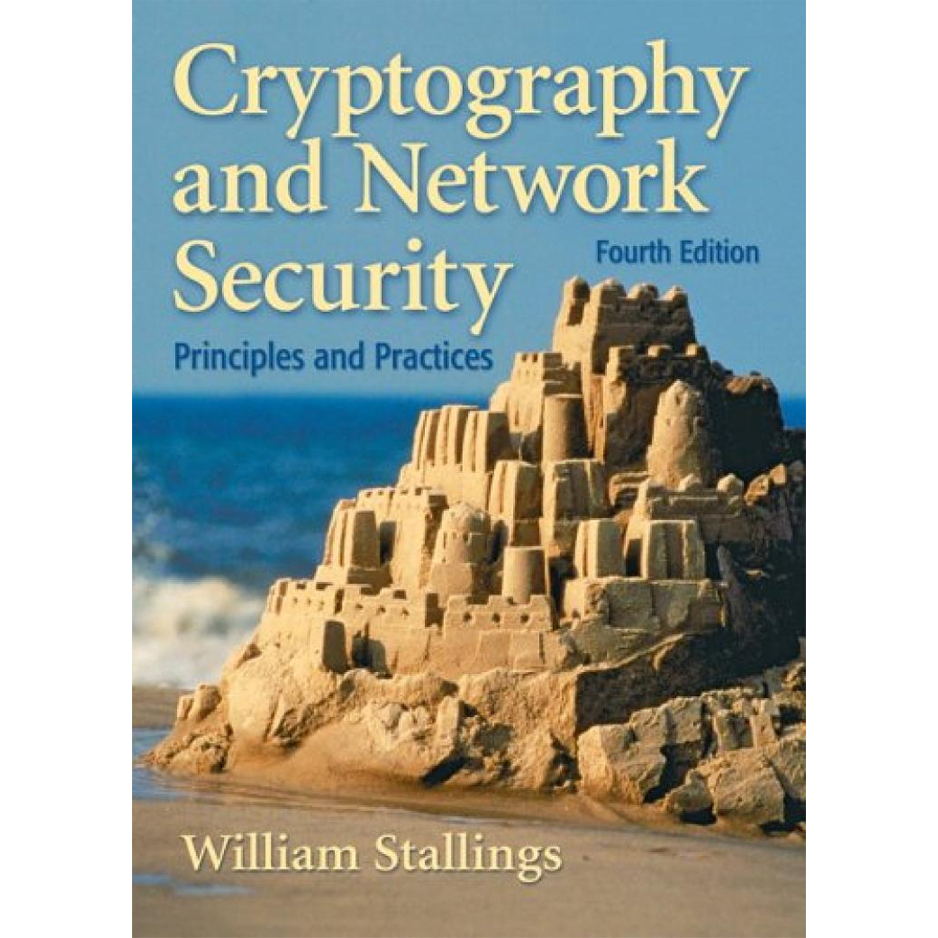 Cryptography
and Network
Security
Fourth Edition
Principles and Practices
William Stallings